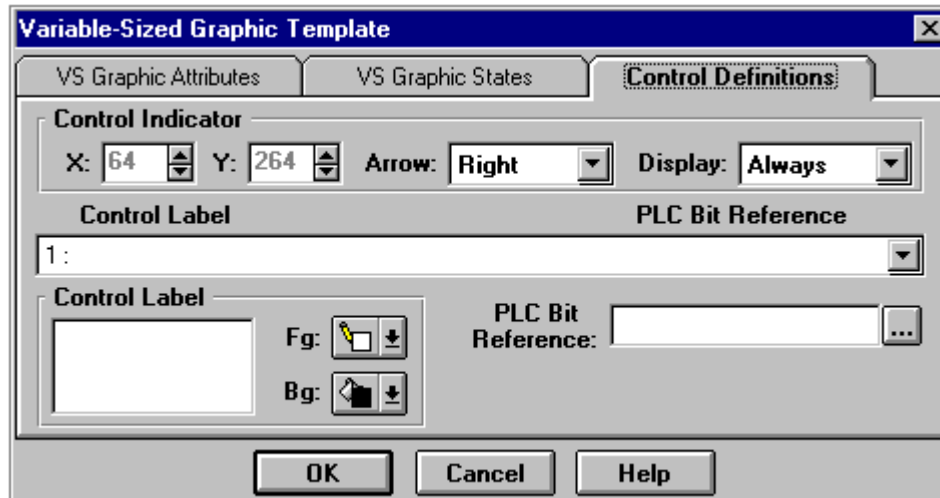 Variable-Sized Graphic Template
VS Graphic Attributes VS Graphic States Control Definitions
Control Indicator
X: 64 Y: 264 Arrow: Right Display: Always
Control Label PLC Bit Reference
1 :
Control Label
Fg:
Bg:
PLC Bit
Reference:
...
OK Cancel Help